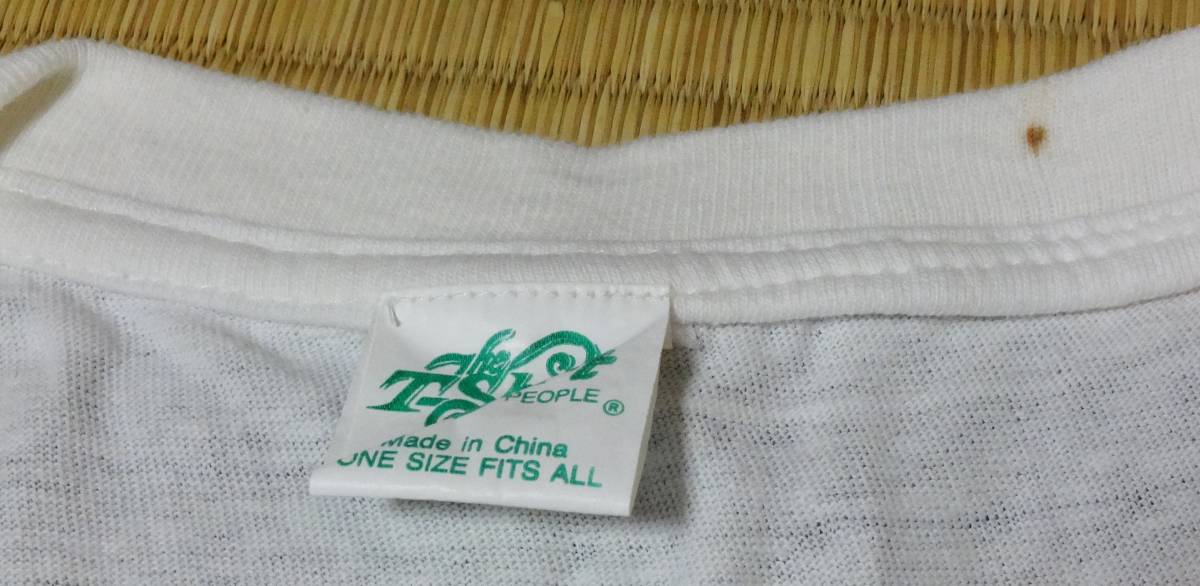 The
T-Shirt
PEOPLE ®
Made in China
ONE SIZE FITS ALL